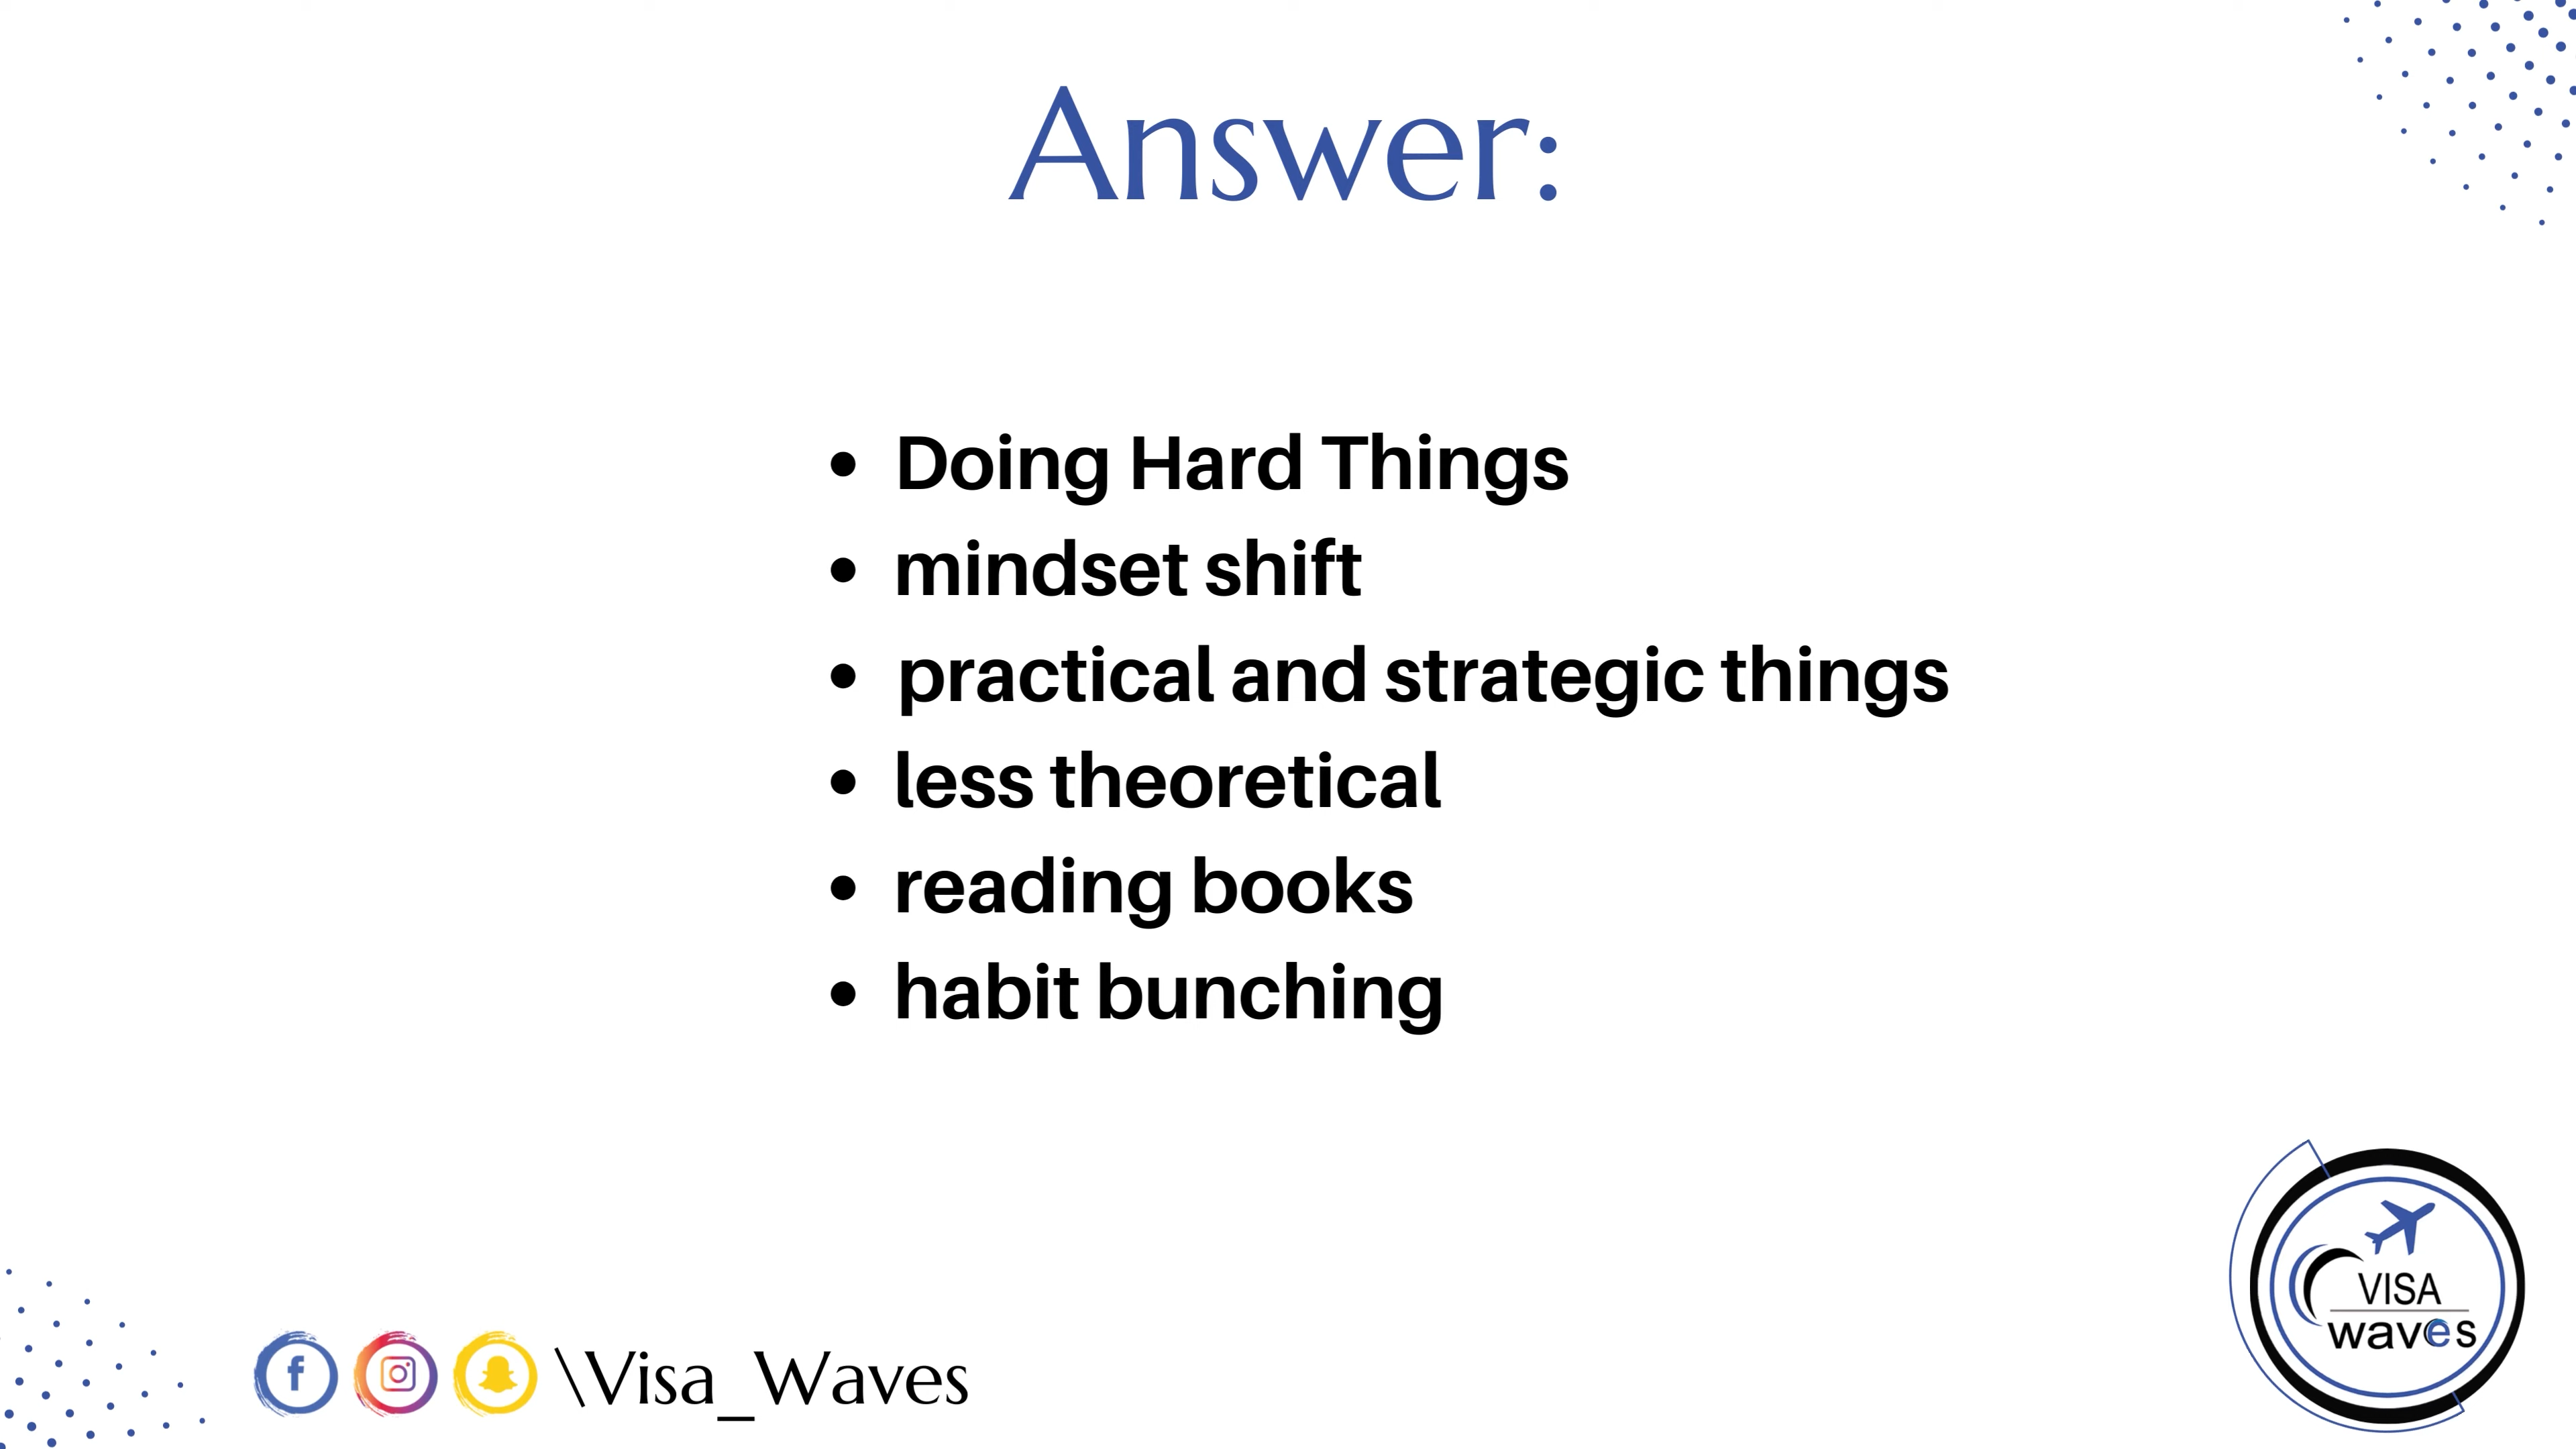 Answer:
• Doing Hard Things
• mindset shift
• practical and strategic things
• less theoretical
• reading books
• habit bunching
\Visa_Waves
VISA
waves